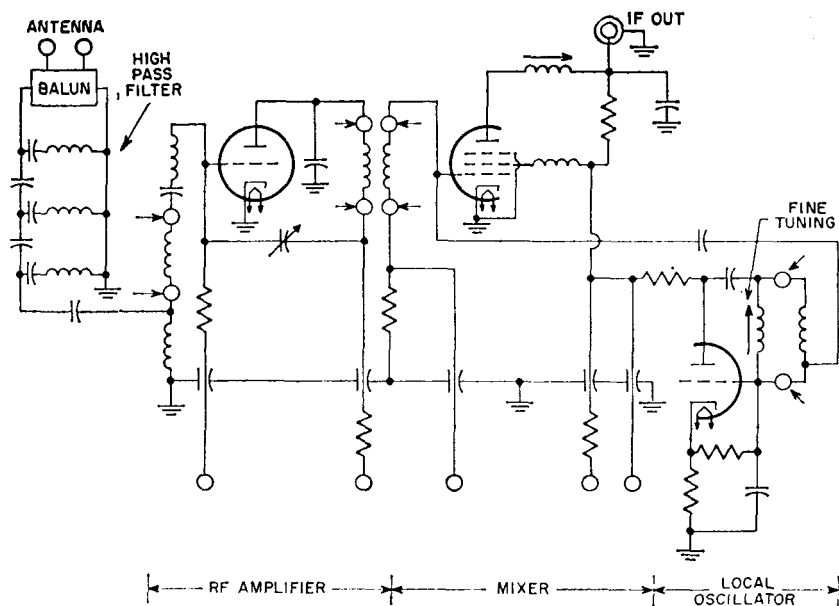 ANTENNA
BALUN
HIGH
PASS
FILTER
IF OUT
FINE
TUNING
RF AMPLIFIER
MIXER
LOCAL
OSCILLATOR